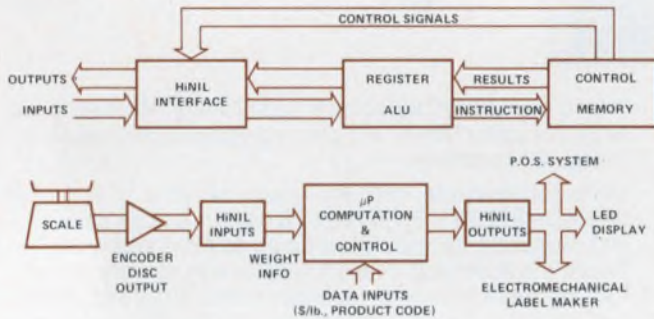 CONTROL SIGNALS
OUTPUTS
INPUTS
HiNIL
INTERFACE
REGISTER
ALU
RESULTS
INSTRUCTION
CONTROL
MEMORY
P.O.S. SYSTEM
SCALE
ENCODER
DISC
OUTPUT
HiNIL
INPUTS
WEIGHT
INFO
µP
COMPUTATION
&
CONTROL
DATA INPUTS
($/lb., PRODUCT CODE)
HiNIL
OUTPUTS
LED
DISPLAY
ELECTROMECHANICAL
LABEL MAKER